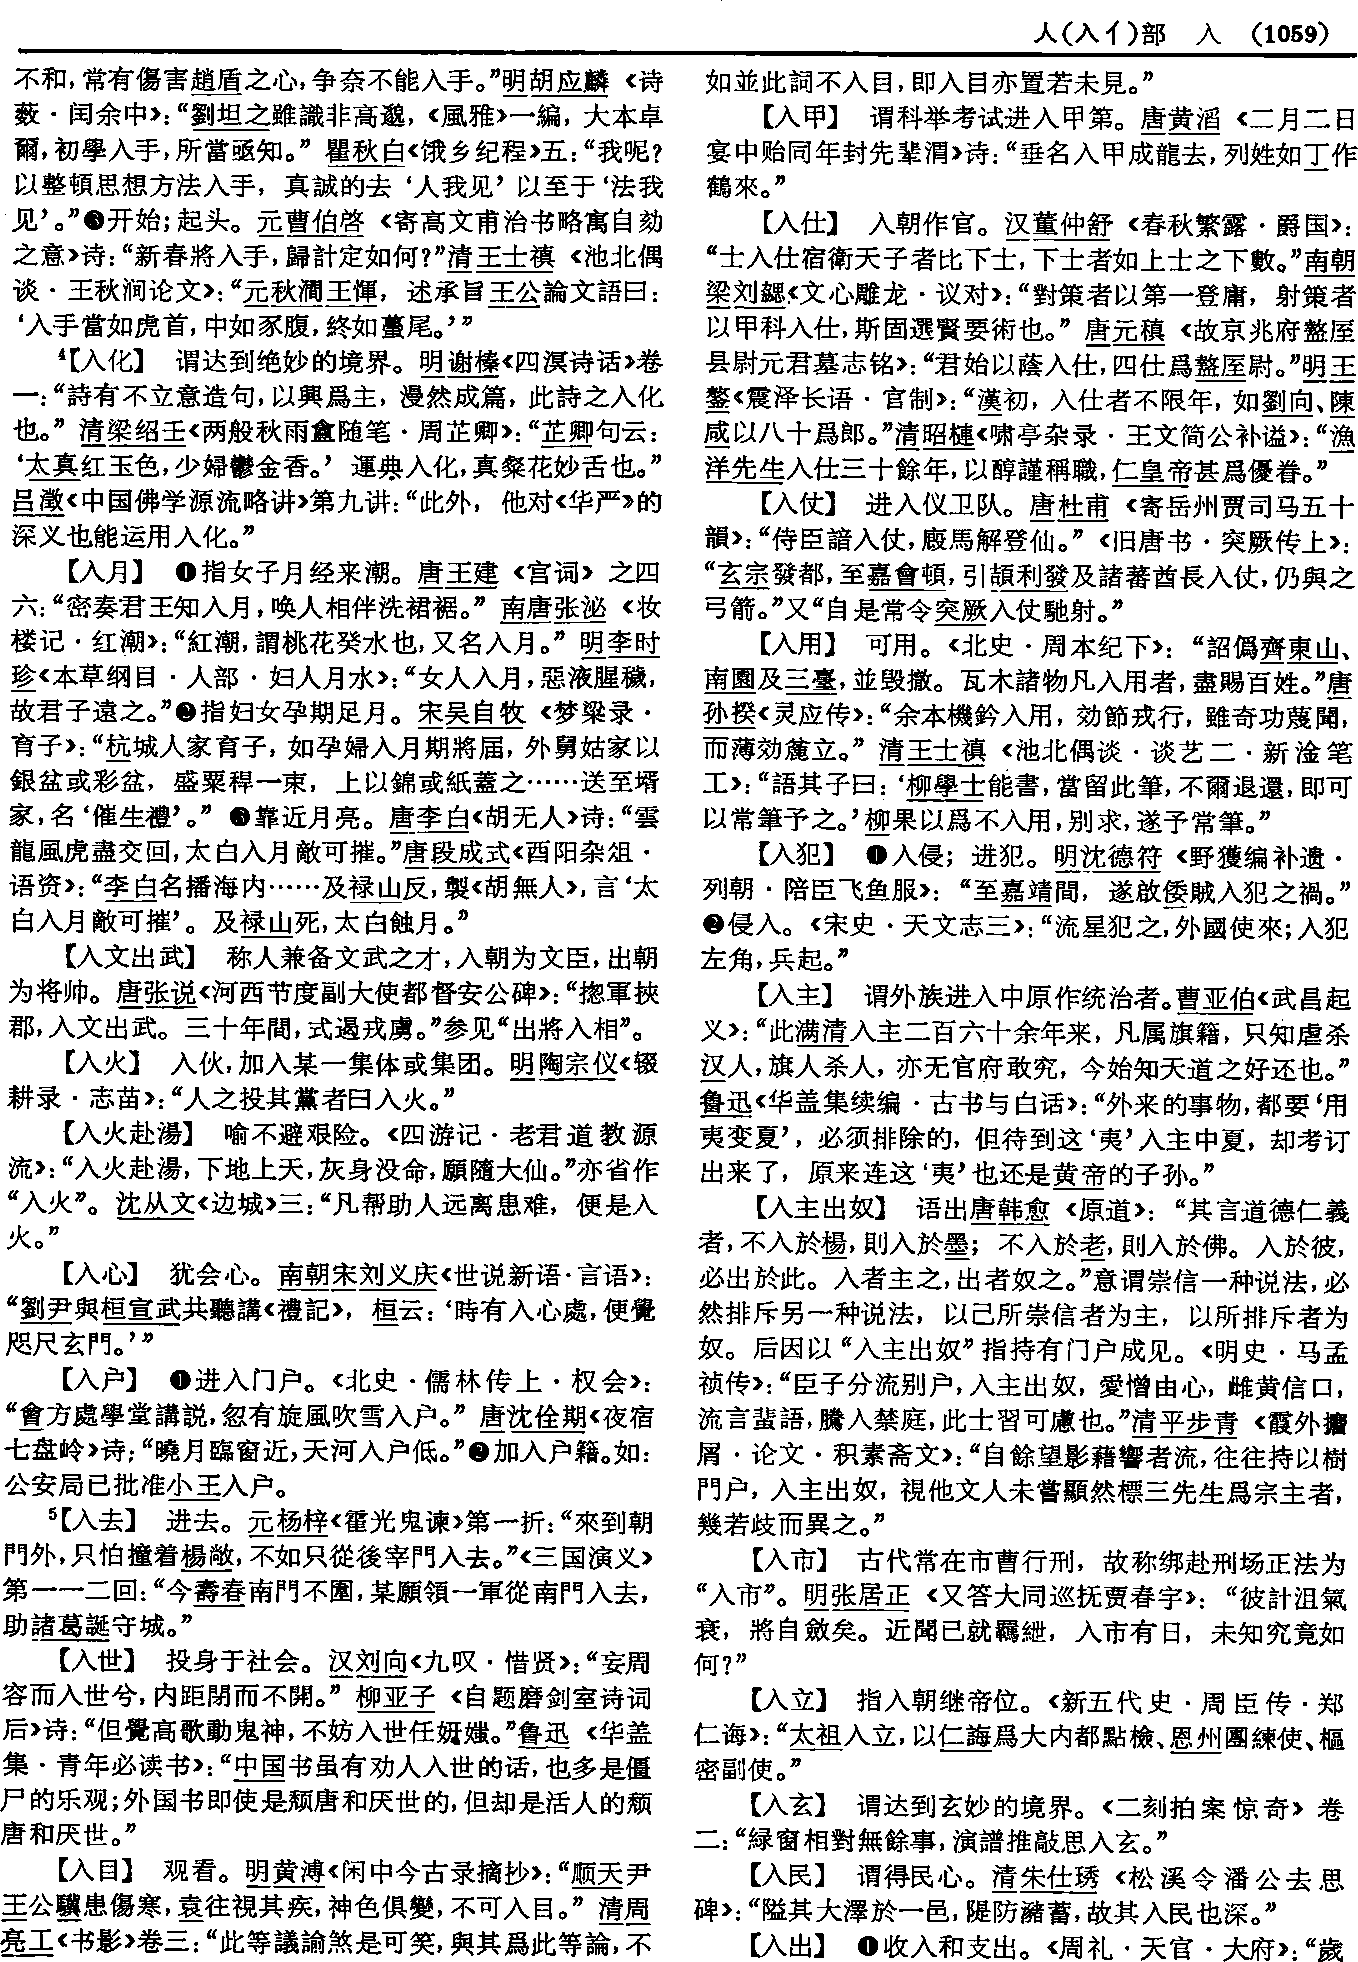 人(入亻)部　入　(1059)
不和，常有傷害趙盾之心，争奈不能入手。”明胡应麟《诗
薮·闰余中》：“劉坦之雖識非高邈，《風雅》一編，大本卓
爾，初學入手，所當亟知。”瞿秋白《饿乡纪程》五：“我呢？
以整頓思想方法入手，真誠的去‘人我见’以至于‘法我
见’。”❸开始；起头。元曹伯啓《寄高文甫治书略寓自劾
之意》诗：“新春將入手，歸計定如何？”清王士禛《池北偶
谈·王秋涧论文》：“元秋澗王惲，述承旨王公論文語曰：
‘入手當如虎首，中如豕腹，終如蠆尾。’”
⁴【入化】　谓达到绝妙的境界。明谢榛《四溟诗话》卷
一：“詩有不立意造句，以興爲主，漫然成篇，此詩之入化
也。”清梁绍壬《两般秋雨盦随笔·周芷卿》：“芷卿句云：
‘太真红玉色，少婦鬱金香。’運典入化，真粲花妙舌也。”
吕澂《中国佛学源流略讲》第九讲：“此外，他对《华严》的
深义也能运用入化。”
【入月】　❶指女子月经来潮。唐王建《宫词》之四
六：“密奏君王知入月，唤人相伴洗裙裾。”南唐张泌《妆
楼记·红潮》：“紅潮，謂桃花癸水也，又名入月。”明李时
珍《本草纲目·人部·妇人月水》：“女人入月，惡液腥穢，
故君子遠之。”❷指妇女孕期足月。宋吴自牧《梦粱录·
育子》：“杭城人家育子，如孕婦入月期將届，外舅姑家以
銀盆或彩盆，盛粟稈一束，上以錦或紙蓋之……送至壻
家，名‘催生禮’。”❸靠近月亮。唐李白《胡无人》诗：“雲
龍風虎盡交回，太白入月敵可摧。”唐段成式《酉阳杂俎·
语资》：“李白名播海内……及禄山反，製《胡無人》，言‘太
白入月敵可摧’。及禄山死，太白蝕月。”
【入文出武】　称人兼备文武之才，入朝为文臣，出朝
为将帅。唐张说《河西节度副大使都督安公碑》：“揔軍挾
郡，入文出武。三十年間，式遏戎虜。”参见“出將入相”。
【入火】　入伙，加入某一集体或集团。明陶宗仪《辍
耕录·志苗》：“人之投其黨者曰入火。”
【入火赴湯】　喻不避艰险。《四游记·老君道教源
流》：“入火赴湯，下地上天，灰身没命，願隨大仙。”亦省作
“入火”。沈从文《边城》三：“凡帮助人远离患难，便是入
火。”
【入心】　犹会心。南朝宋刘义庆《世说新语·言语》：
“劉尹與桓宣武共聽講《禮記》，桓云：‘時有入心處，便覺
咫尺玄門。’”
【入户】　❶进入门户。《北史·儒林传上·权会》：
“會方處學堂講説，忽有旋風吹雪入户。”唐沈佺期《夜宿
七盘岭》诗：“曉月臨窗近，天河入户低。”❷加入户籍。如：
公安局已批准小王入户。
⁵【入去】　进去。元杨梓《霍光鬼谏》第一折：“來到朝
門外，只怕撞着楊敞，不如只從後宰門入去。”《三国演义》
第一一二回：“今壽春南門不圍，某願領一軍從南門入去，
助諸葛誕守城。”
【入世】　投身于社会。汉刘向《九叹·惜贤》：“妄周
容而入世兮，内距閉而不開。”柳亚子《自题磨剑室诗词
后》诗：“但覺高歌動鬼神，不妨入世任妍媸。”鲁迅《华盖
集·青年必读书》：“中国书虽有劝人入世的话，也多是僵
尸的乐观；外国书即使是颓唐和厌世的，但却是活人的颓
唐和厌世。”
【入目】　观看。明黄溥《闲中今古录摘抄》：“顺天尹
王公驥患傷寒，袁往視其疾，神色俱變，不可入目。”清周
亮工《书影》卷三：“此等議諭煞是可笑，與其爲此等論，不
如並此詞不入目，即入目亦置若未見。”
【入甲】　谓科举考试进入甲第。唐黄滔《二月二日
宴中贻同年封先辈渭》诗：“垂名入甲成龍去，列姓如丁作
鶴來。”
【入仕】　入朝作官。汉董仲舒《春秋繁露·爵国》：
“士入仕宿衛天子者比下士，下士者如上士之下數。”南朝
梁刘勰《文心雕龙·议对》：“對策者以第一登庸，射策者
以甲科入仕，斯固選賢要術也。”唐元稹《故京兆府盩厔
县尉元君墓志铭》：“君始以蔭入仕，四仕爲盩厔尉。”明王
鏊《震泽长语·官制》：“漢初，入仕者不限年，如劉向、陳
咸以八十爲郎。”清昭槤《啸亭杂录·王文简公补谥》：“漁
洋先生入仕三十餘年，以醇謹稱職，仁皇帝甚爲優眷。”
【入仗】　进入仪卫队。唐杜甫《寄岳州贾司马五十
韻》：“侍臣諳入仗，廄馬解登仙。”《旧唐书·突厥传上》：
“玄宗發都，至嘉會頓，引頡利發及諸蕃酋長入仗，仍與之
弓箭。”又“自是常令突厥入仗馳射。”
【入用】　可用。《北史·周本纪下》：“詔僞齊東山、
南園及三臺，並毁撤。瓦木諸物凡入用者，盡賜百姓。”唐
孙揆《灵应传》：“余本機鈐入用，効節戎行，雖奇功蔑聞，
而薄効麄立。”清王士禛《池北偶谈·谈艺二·新淦笔
工》：“語其子曰：‘柳學士能書，當留此筆，不爾退還，即可
以常筆予之。’柳果以爲不入用，别求，遂予常筆。”
【入犯】　❶入侵；进犯。明沈德符《野獲编补遗·
列朝·陪臣飞鱼服》：“至嘉靖間，遂啟倭賊入犯之禍。”
❷侵入。《宋史·天文志三》：“流星犯之，外國使來；入犯
左角，兵起。”
【入主】　谓外族进入中原作统治者。曹亚伯《武昌起
义》：“此满清入主二百六十余年来，凡属旗籍，只知虐杀
汉人，旗人杀人，亦无官府敢究，今始知天道之好还也。”
鲁迅《华盖集续编·古书与白话》：“外来的事物，都要‘用
夷变夏’，必须排除的，但待到这‘夷’入主中夏，却考订
出来了，原来连这‘夷’也还是黄帝的子孙。”
【入主出奴】　语出唐韩愈《原道》：“其言道德仁義
者，不入於楊，則入於墨；不入於老，則入於佛。入於彼，
必出於此。入者主之，出者奴之。”意谓崇信一种说法，必
然排斥另一种说法，以己所崇信者为主，以所排斥者为
奴。后因以“入主出奴”指持有门户成见。《明史·马孟
祯传》：“臣子分流别户，入主出奴，愛憎由心，雌黄信口，
流言蜚語，騰入禁庭，此士習可慮也。”清平步青《霞外攟
屑·论文·积素斋文》：“自餘望影藉響者流，往往持以樹
門户，入主出奴，視他文人未嘗顯然標三先生爲宗主者，
幾若歧而異之。”
【入市】　古代常在市曹行刑，故称绑赴刑场正法为
“入市”。明张居正《又答大同巡抚贾春宇》：“彼計沮氣
衰，將自斂矣。近聞已就羈紲，入市有日，未知究竟如
何？”
【入立】　指入朝继帝位。《新五代史·周臣传·郑
仁诲》：“太祖入立，以仁誨爲大内都點檢、恩州團練使、樞
密副使。”
【入玄】　谓达到玄妙的境界。《二刻拍案惊奇》卷
二：“緑窗相對無餘事，演譜推敲思入玄。”
【入民】　谓得民心。清朱仕琇《松溪令潘公去思
碑》：“隘其大澤於一邑，隄防瀦蓄，故其入民也深。”
【入出】　❶收入和支出。《周礼·天官·大府》：“歲